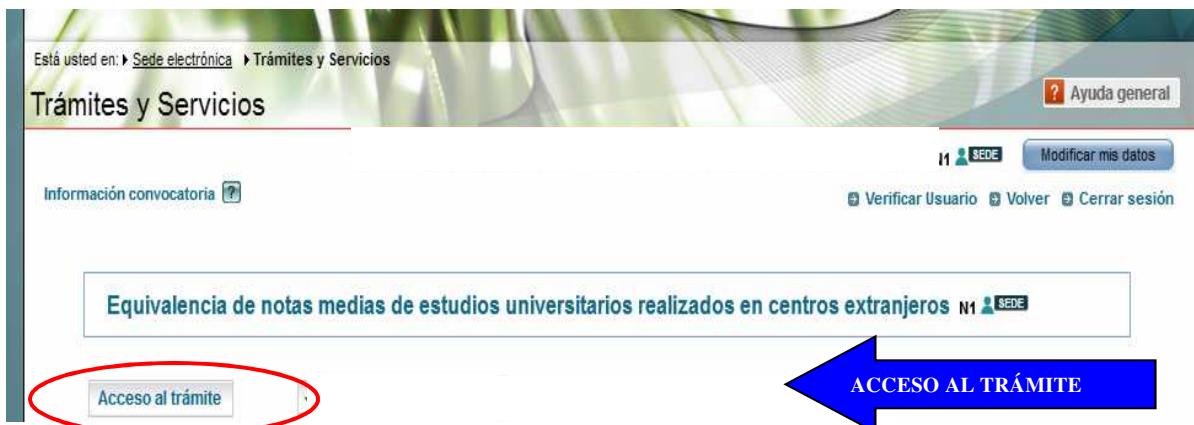 Está usted en: Sede electrónica Trámites y Servicios
Trámites y Servicios
? Ayuda general
SEDE Modificar mis datos
Información convocatoria ?
Verificar Usuario Volver Cerrar sesión
Equivalencia de notas medias de estudios universitarios realizados en centros extranjeros N1 SEDE
Acceso al trámite
ACCESO AL TRÁMITE